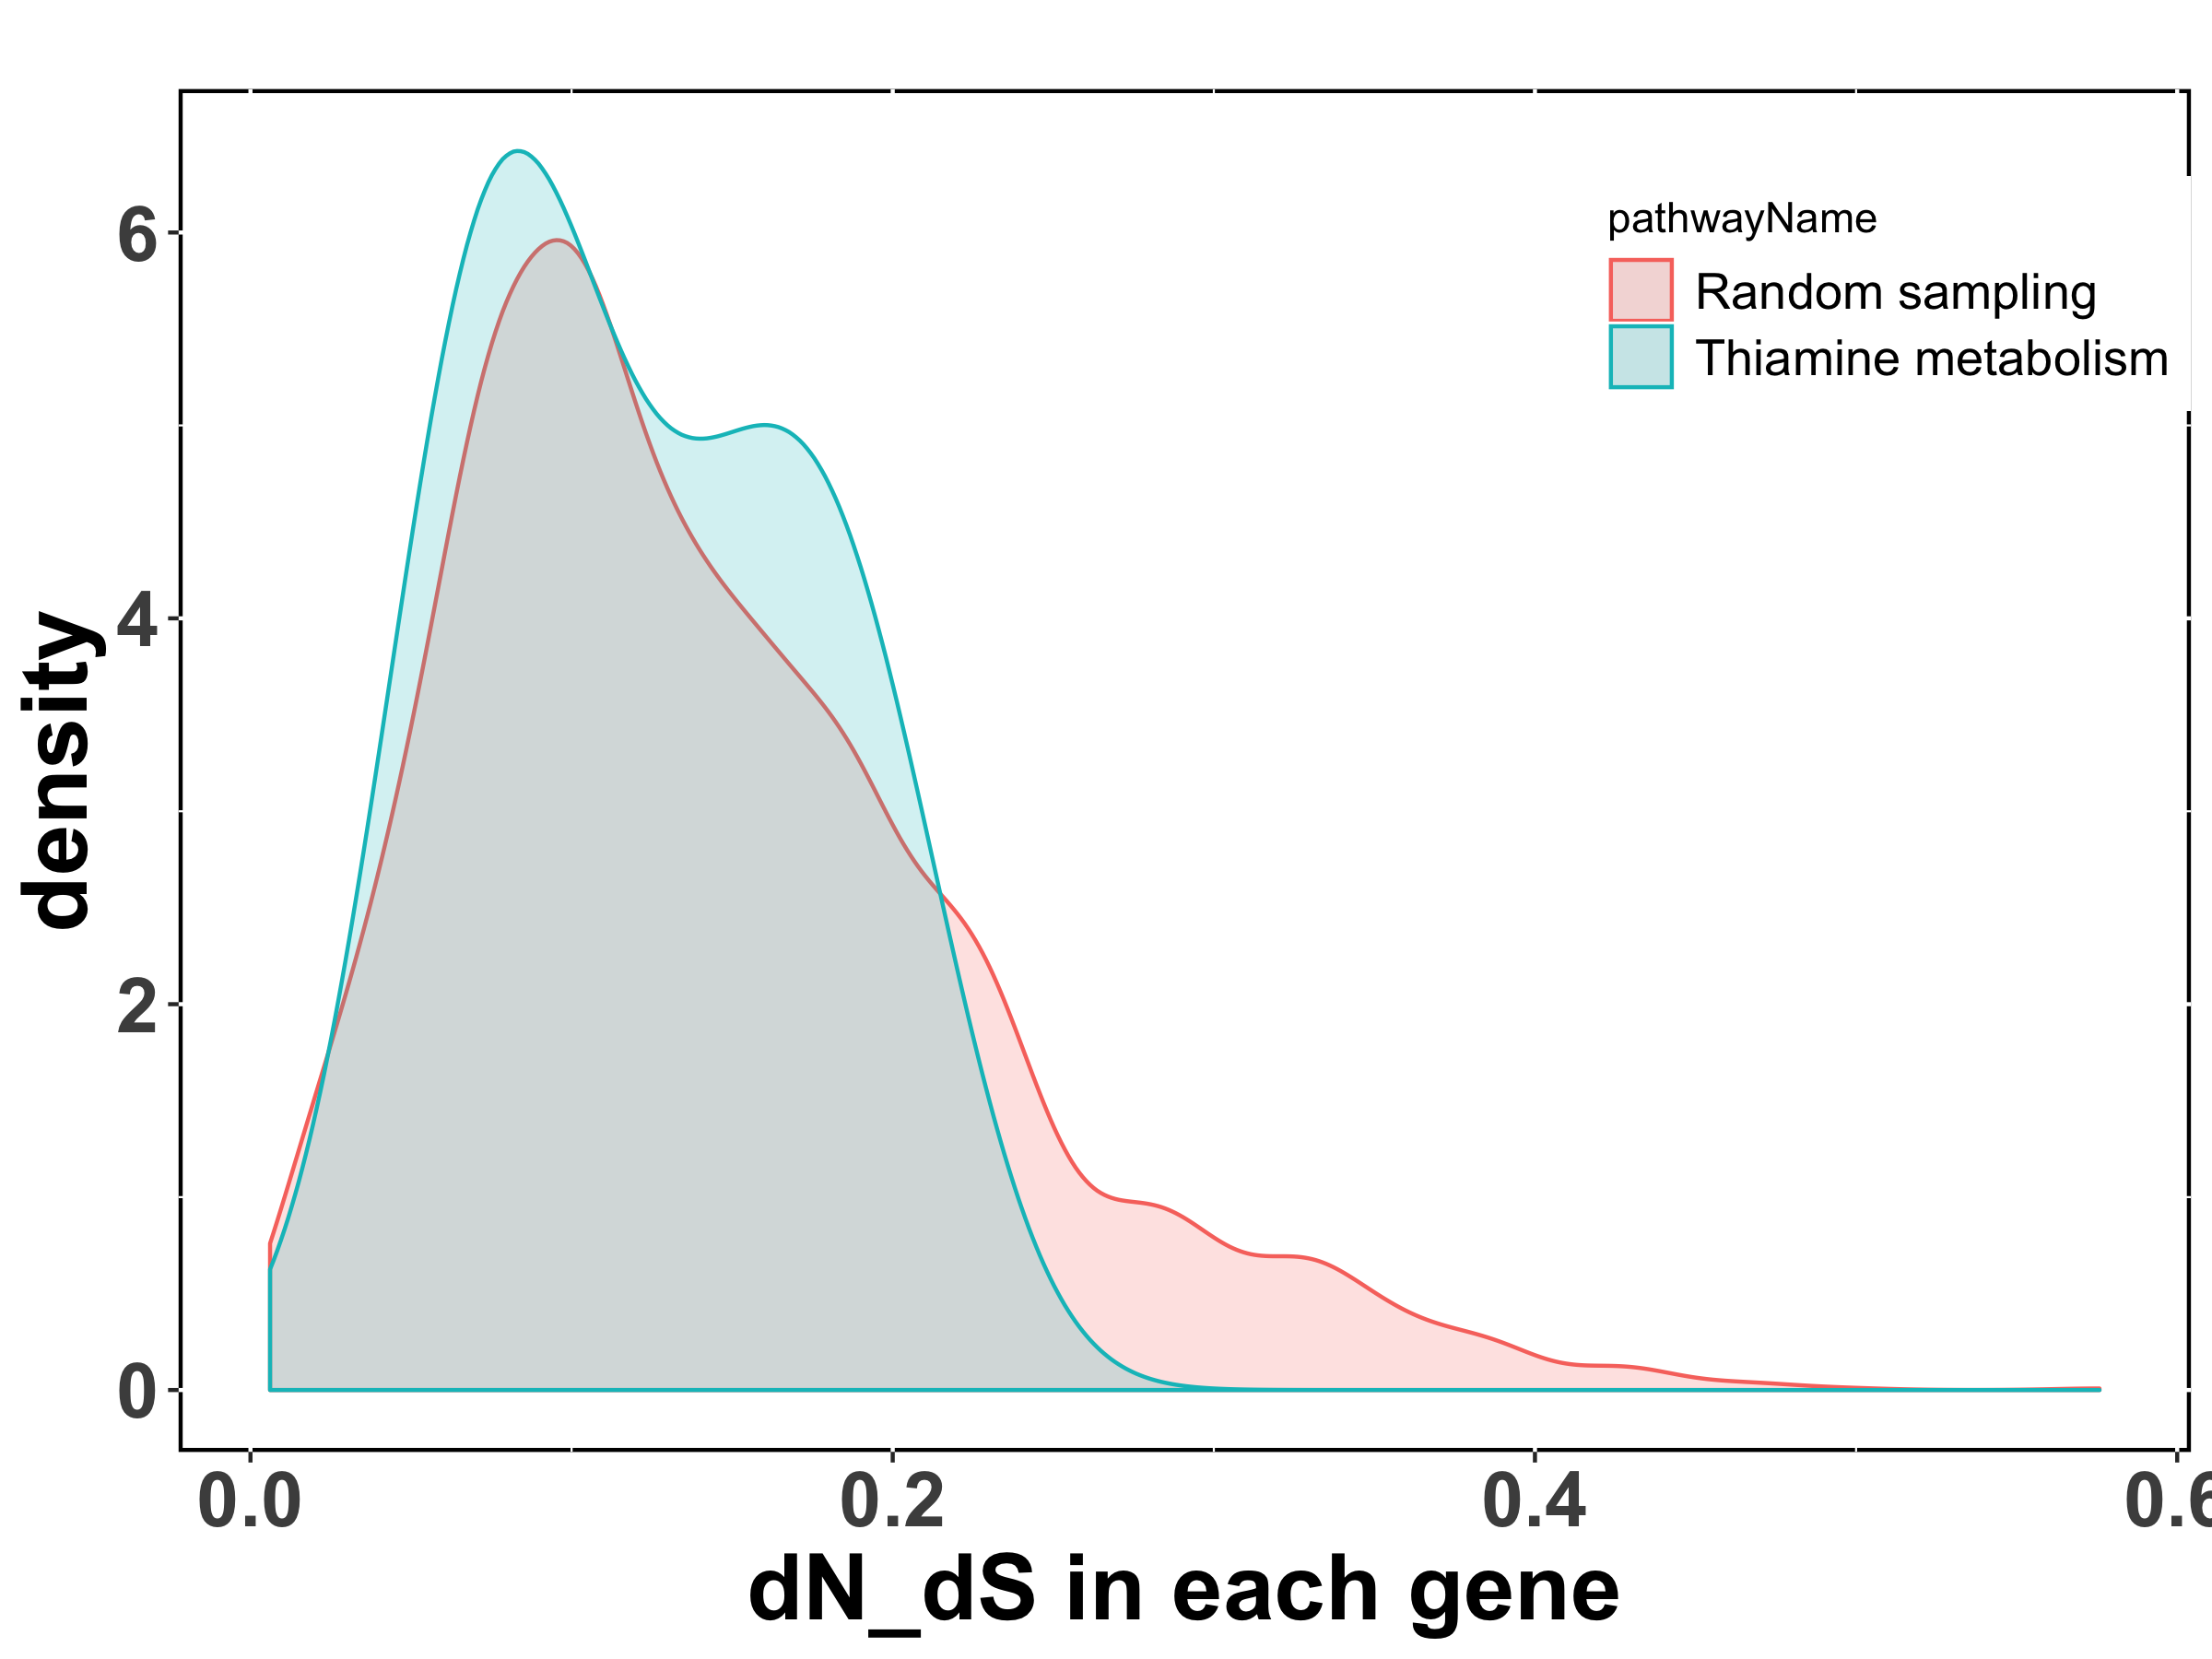 pathwayName
Random sampling
Thiamine metabolism
density
6
4
2
0
0.0 0.2 0.4 0.6
dN_dS in each gene